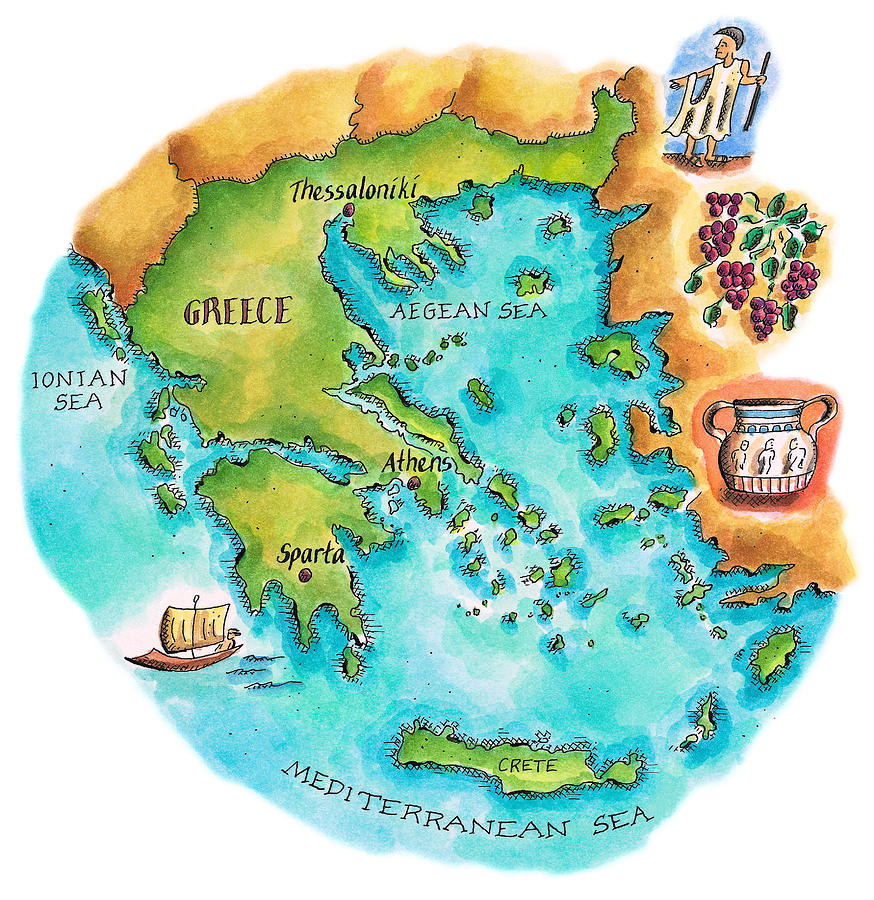 Thessaloniki
GREECE
AEGEAN SEA
IONIAN
SEA
Athens
Sparta
CRETE
MEDITERRANEAN SEA